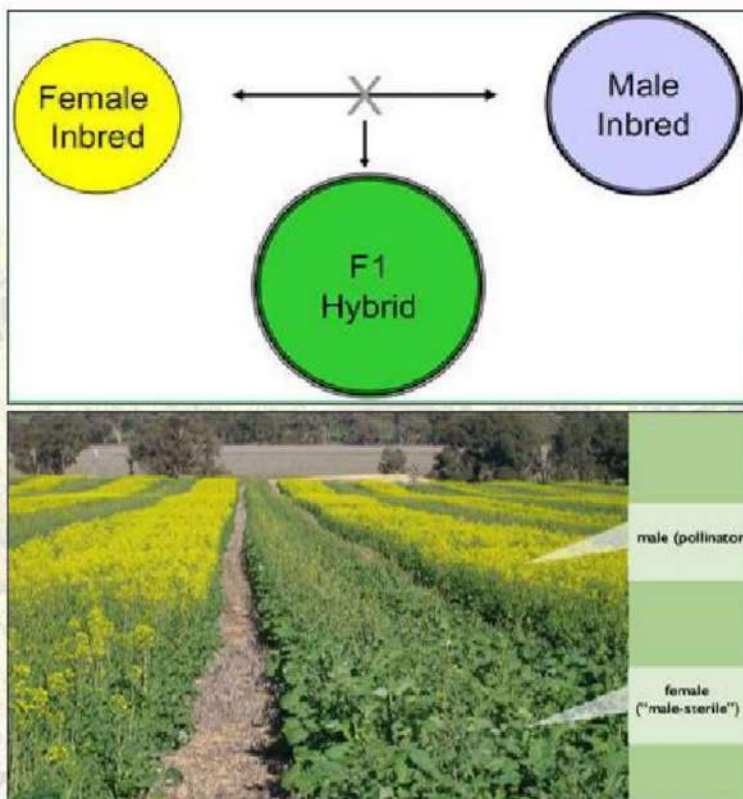 Female
Inbred
Male
Inbred
F1
Hybrid
male (pollinator
female
("male-sterile")